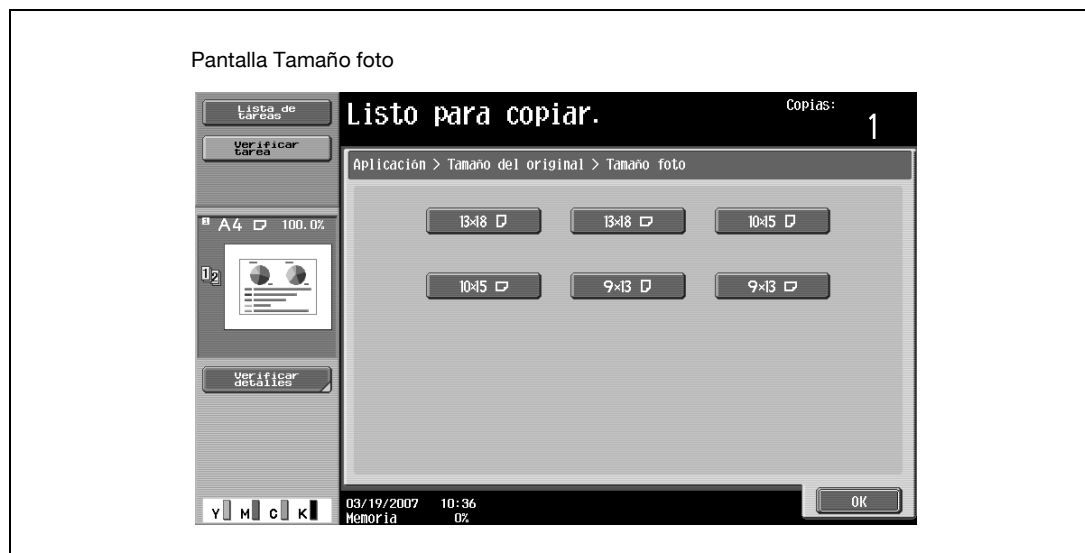 Pantalla Tamaño foto
Lista de
tareas
Listo para copiar.
Copias:
1
Verificar
tarea
Aplicación > Tamaño del original > Tamaño foto
A4 100.0%
13×18
13×18
10×15
12
10×15
9×13
9×13
Verificar
detalles
Y M C K
03/19/2007 10:36
Memoria 0%
OK